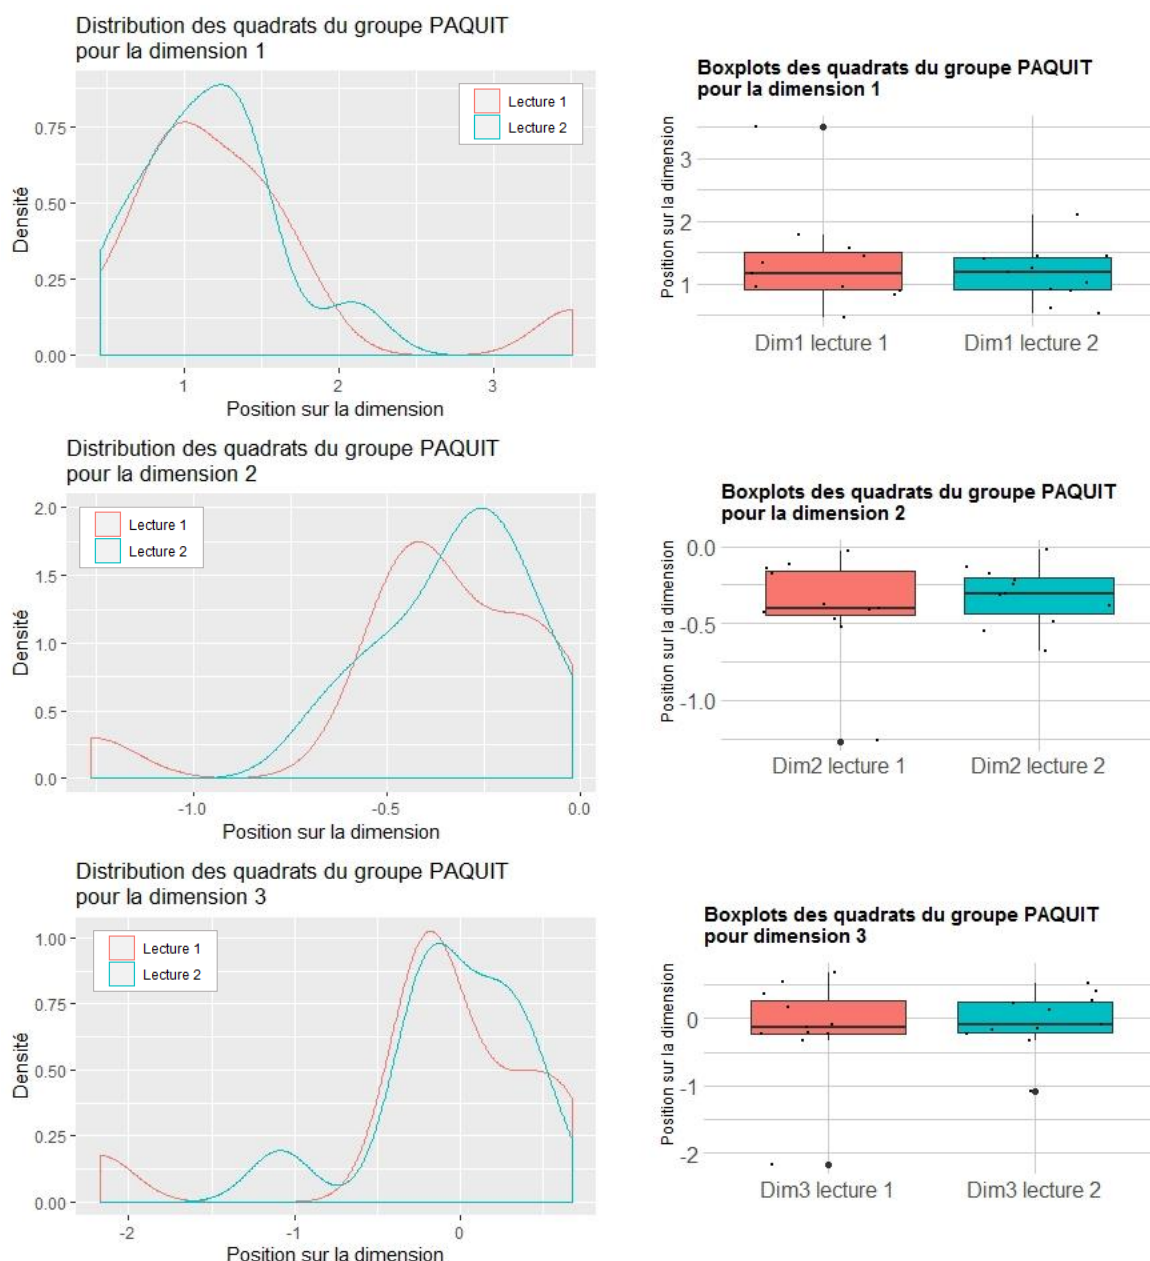 Distribution des quadrats du groupe PAQUIT
pour la dimension 1
Lecture 1
Lecture 2
0.75
0.50
0.25
0.00
Densité
1
2
3
Position sur la dimension
Boxplots des quadrats du groupe PAQUIT
pour la dimension 1
Position sur la dimension
3
2
1
Dim1 lecture 1
Dim1 lecture 2
Distribution des quadrats du groupe PAQUIT
pour la dimension 2
Lecture 1
Lecture 2
2.0
1.5
1.0
0.5
0.0
Densité
-1.0
-0.5
0.0
Position sur la dimension
Boxplots des quadrats du groupe PAQUIT
pour la dimension 2
Position sur la dimension
0.0
-0.5
-1.0
Dim2 lecture 1
Dim2 lecture 2
Distribution des quadrats du groupe PAQUIT
pour la dimension 3
Lecture 1
Lecture 2
1.00
0.75
0.50
0.25
0.00
Densité
-2
-1
0
Position sur la dimension
Boxplots des quadrats du groupe PAQUIT
pour dimension 3
Position sur la dimension
0
-1
-2
Dim3 lecture 1
Dim3 lecture 2